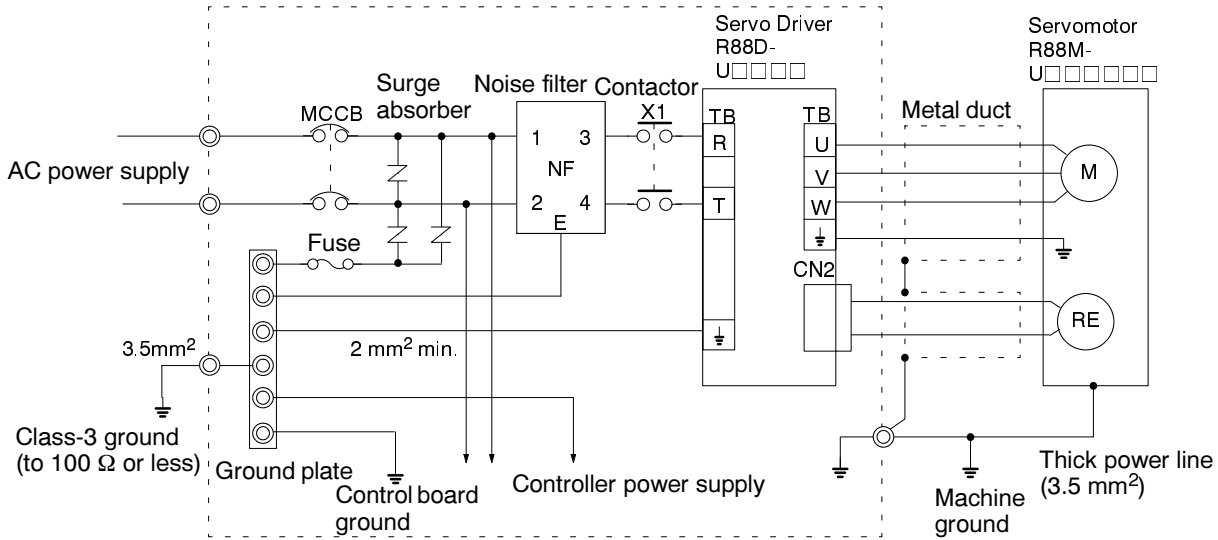 Servo Driver
R88D-
U□□□□
Servomotor
R88M-
U□□□□□□
Surge
absorber
Noise filter
Contactor
MCCB
X1
TB
TB
Metal duct
1
3
R
U
AC power supply
NF
V
M
2
4
T
W
E
Fuse
CN2
RE
3.5mm²
2 mm² min.
Class-3 ground
(to 100 Ω or less)
Ground plate
Control board
ground
Controller power supply
Machine
ground
Thick power line
(3.5 mm²)